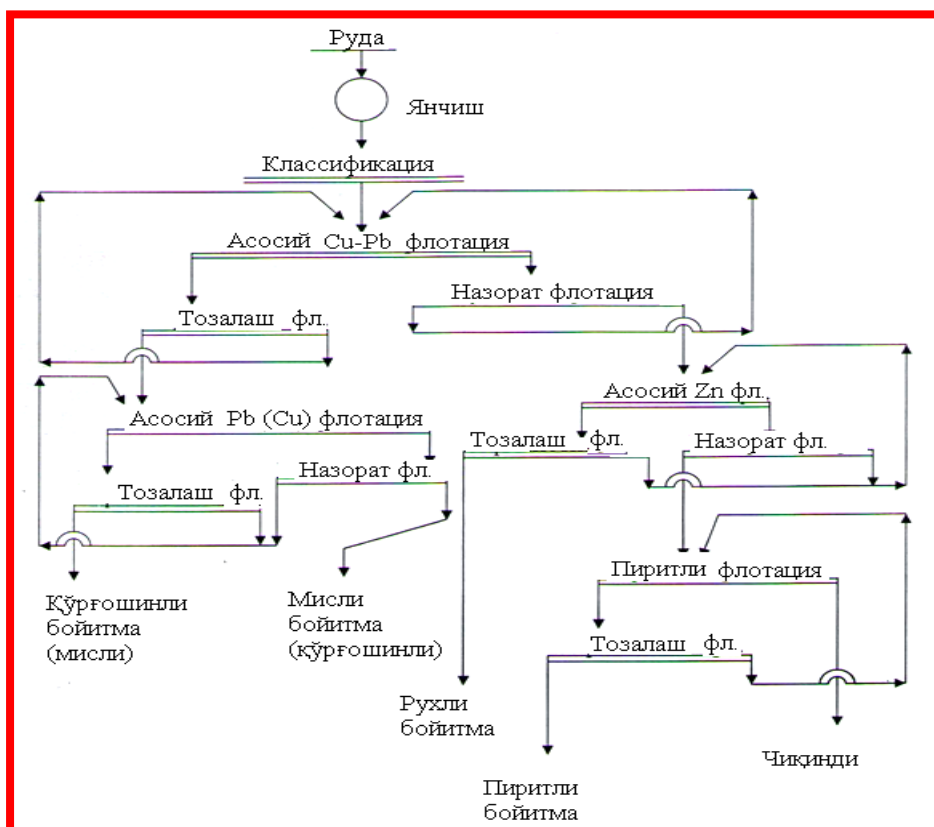 Руда
Янчиш
Классификация
Асосий Cu-Pb флотация
Назорат флотация
Тозалаш фл.
Асосий Zn фл.
Асосий Pb (Cu) флотация
Тозалаш фл.
Назорат фл.
Назорат фл.
Тозалаш фл.
Пиритли флотация
Қўрғошинли
бойитма
(мисли)
Мисли
бойитма
(қўрғошинли)
Тозалаш фл.
Рухли
бойитма
Чиқинди
Пиритли
бойитма